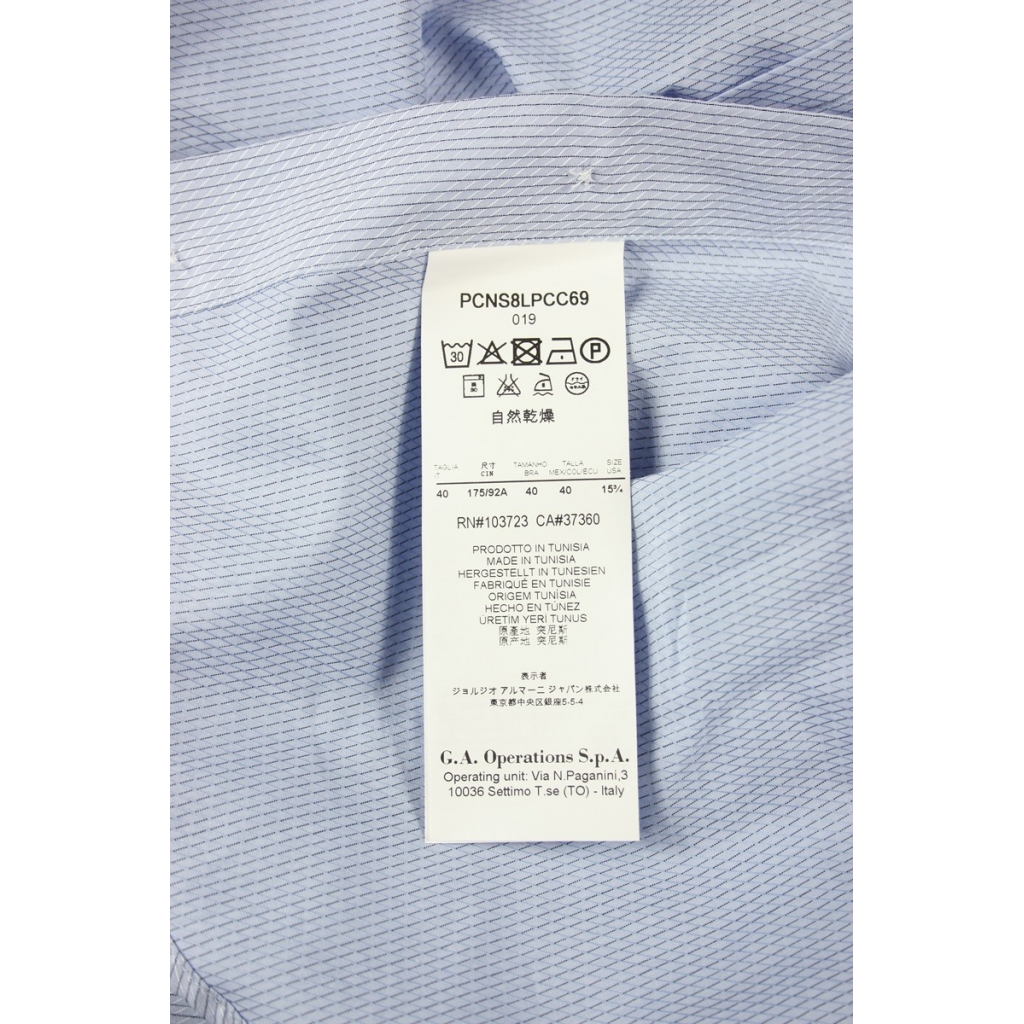 PCNS8LPCC69
019
30 P
自然乾燥
TAGLIA 尺寸 TAMANHO TALLA SIZE
IT CIN BRA MEX/COL/ECU USA
40 175/92A 40 40 15¾
RN#103723 CA#37360
PRODOTTO IN TUNISIA
MADE IN TUNISIA
HERGESTELLT IN TUNESIEN
FABRIQUÉ EN TUNISIE
ORIGEM TUNÍSIA
HECHO EN TÚNEZ
ÜRETİM YERİ TUNUS
原產地 突尼斯
原产地 突尼斯
表示者
ジョルジオ アルマーニ ジャパン株式会社
東京都中央区銀座5-5-4
G.A. Operations S.p.A.
Operating unit: Via N.Paganini,3
10036 Settimo T.se (TO) - Italy